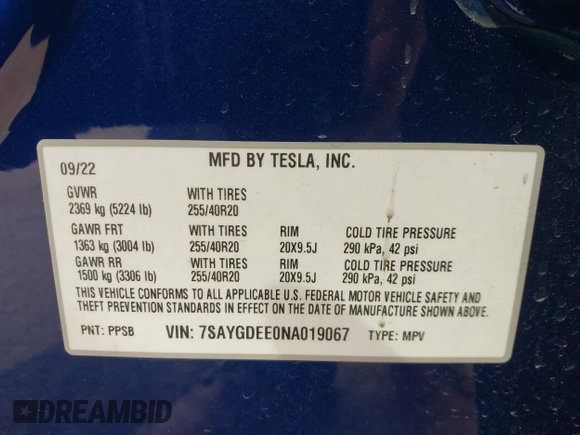 09/22 MFD BY TESLA, INC.
GVWR WITH TIRES
2369 kg (5224 lb) 255/40R20
GAWR FRT WITH TIRES RIM COLD TIRE PRESSURE
1363 kg (3004 lb) 255/40R20 20X9.5J 290 kPa, 42 psi
GAWR RR WITH TIRES RIM COLD TIRE PRESSURE
1500 kg (3306 lb) 255/40R20 20X9.5J 290 kPa, 42 psi
THIS VEHICLE CONFORMS TO ALL APPLICABLE U.S. FEDERAL MOTOR VEHICLE SAFETY AND
THEFT PREVENTION STANDARDS IN EFFECT ON THE DATE OF MANUFACTURE SHOWN ABOVE.
PNT: PPSB VIN: 7SAYGDEE0NA019067 TYPE: MPV
DREAMBID